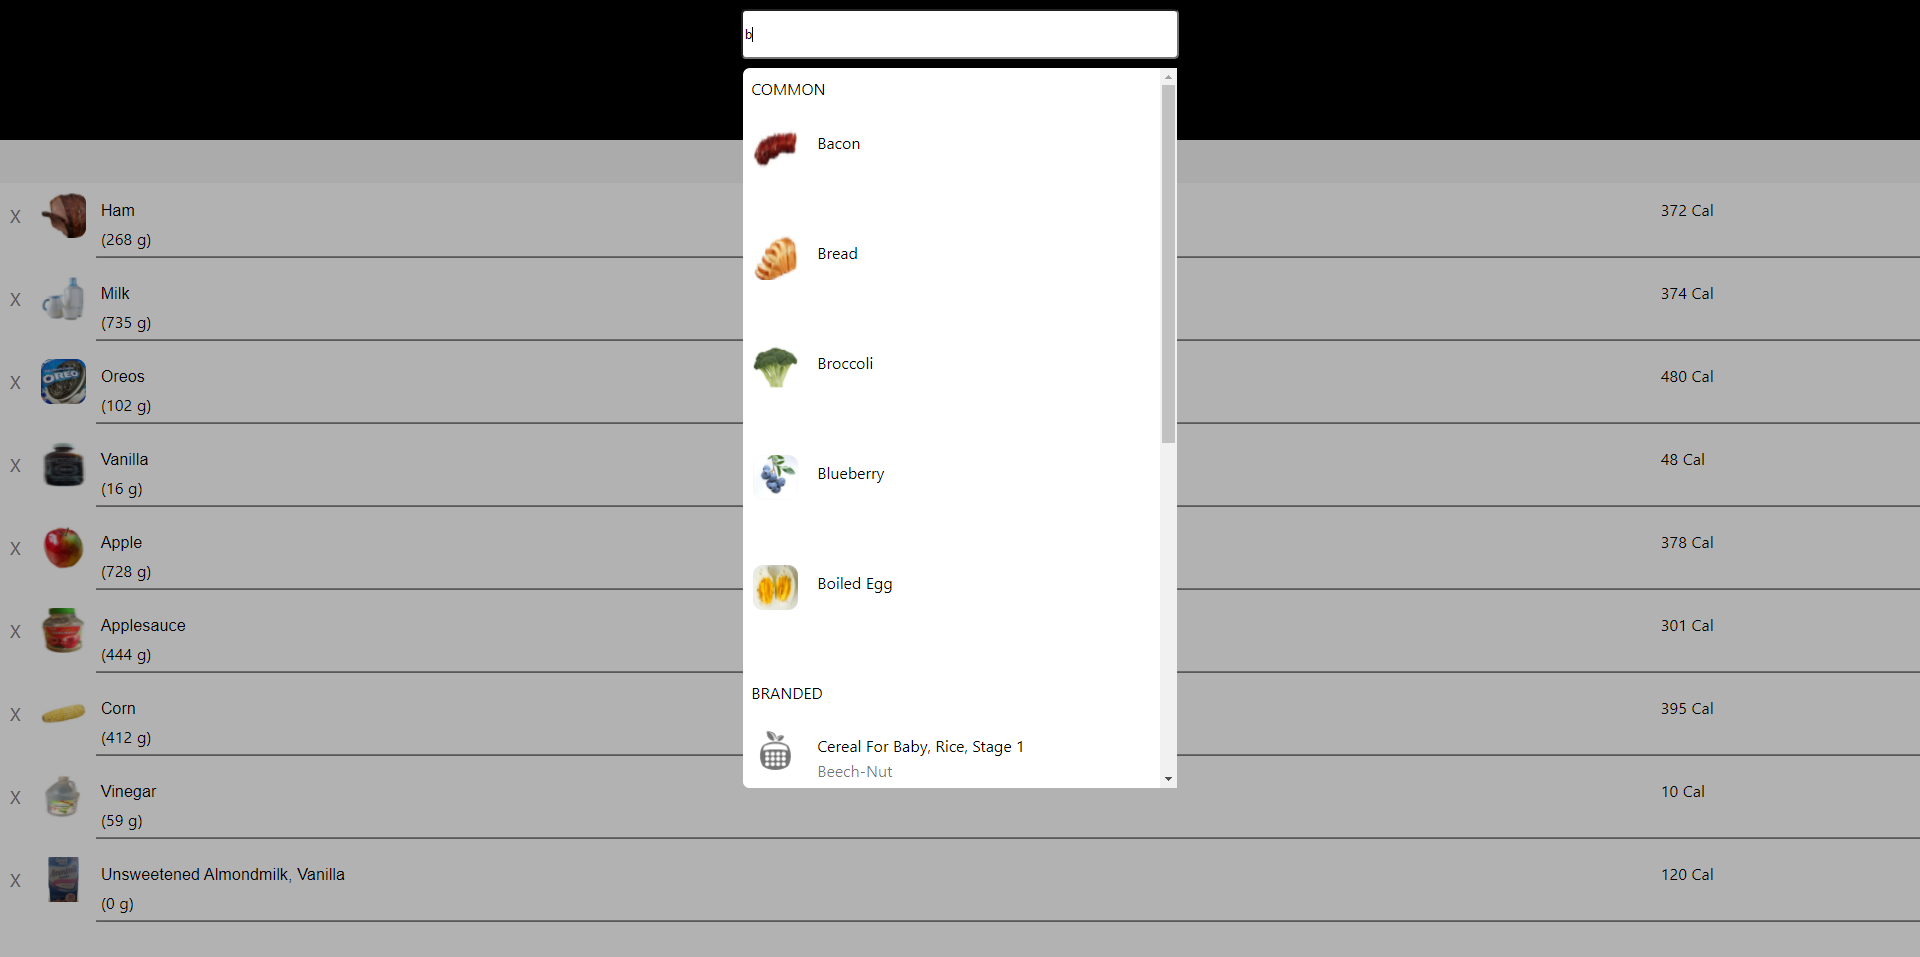 b
COMMON
Bacon
Bread
Broccoli
Blueberry
Boiled Egg
BRANDED
Cereal For Baby, Rice, Stage 1
Beech-Nut
X Ham 372 Cal
(268 g)
X Milk 374 Cal
(735 g)
X OREO Oreos 480 Cal
(102 g)
X Vanilla 48 Cal
(16 g)
X Apple 378 Cal
(728 g)
X Applesauce 301 Cal
(444 g)
X Corn 395 Cal
(412 g)
X Vinegar 10 Cal
(59 g)
X Unsweetened Almondmilk, Vanilla 120 Cal
(0 g)